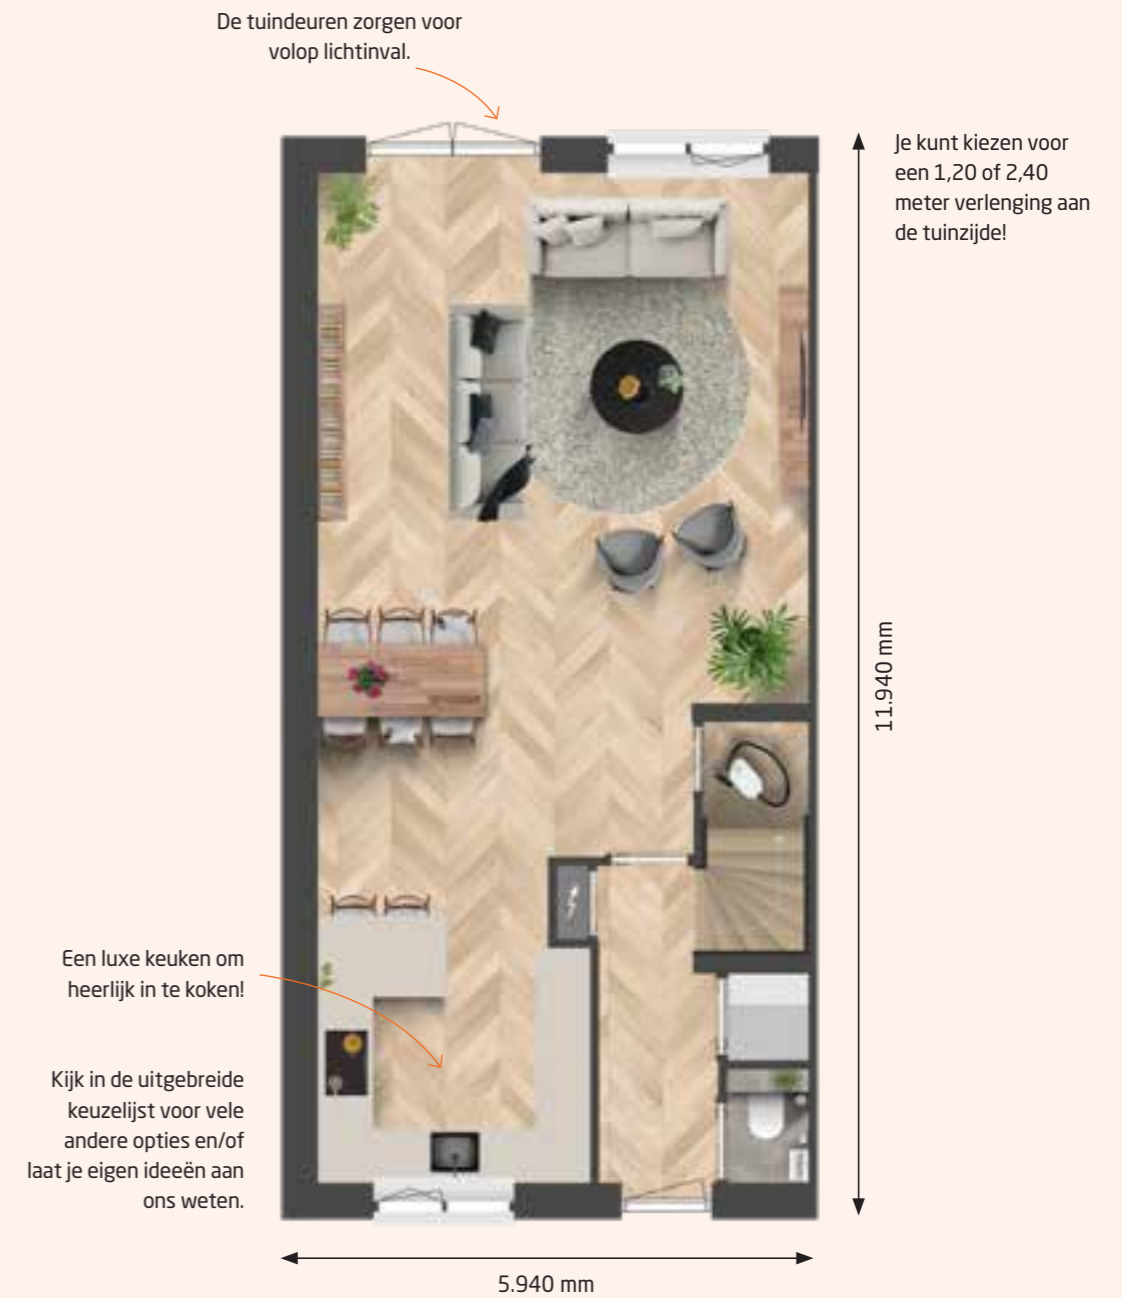 De tuindeuren zorgen voor
volop lichtinval.
Je kunt kiezen voor
een 1,20 of 2,40
meter verlenging aan
de tuinzijde!
11.940 mm
Een luxe keuken om
heerlijk in te koken!
Kijk in de uitgebreide
keuzelijst voor vele
andere opties en/of
laat je eigen ideeën aan
ons weten.
5.940 mm